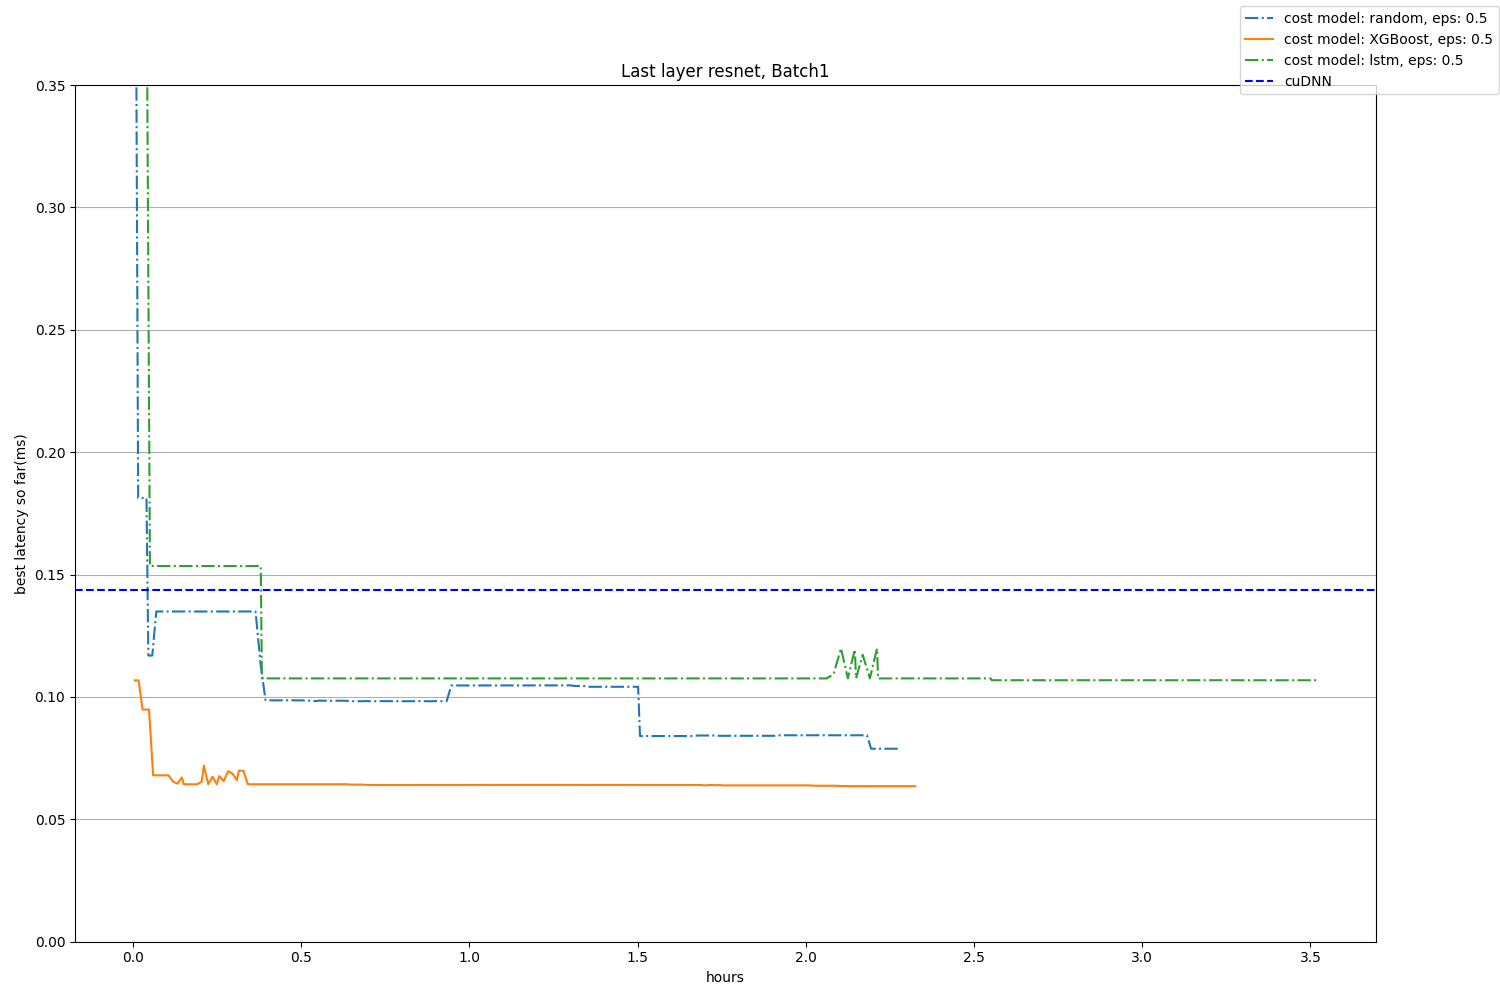 cost model: random, eps: 0.5
cost model: XGBoost, eps: 0.5
cost model: lstm, eps: 0.5
cuDNN
Last layer resnet, Batch1
best latency so far(ms)
0.35
0.30
0.25
0.20
0.15
0.10
0.05
0.00
0.0 0.5 1.0 1.5 2.0 2.5 3.0 3.5
hours